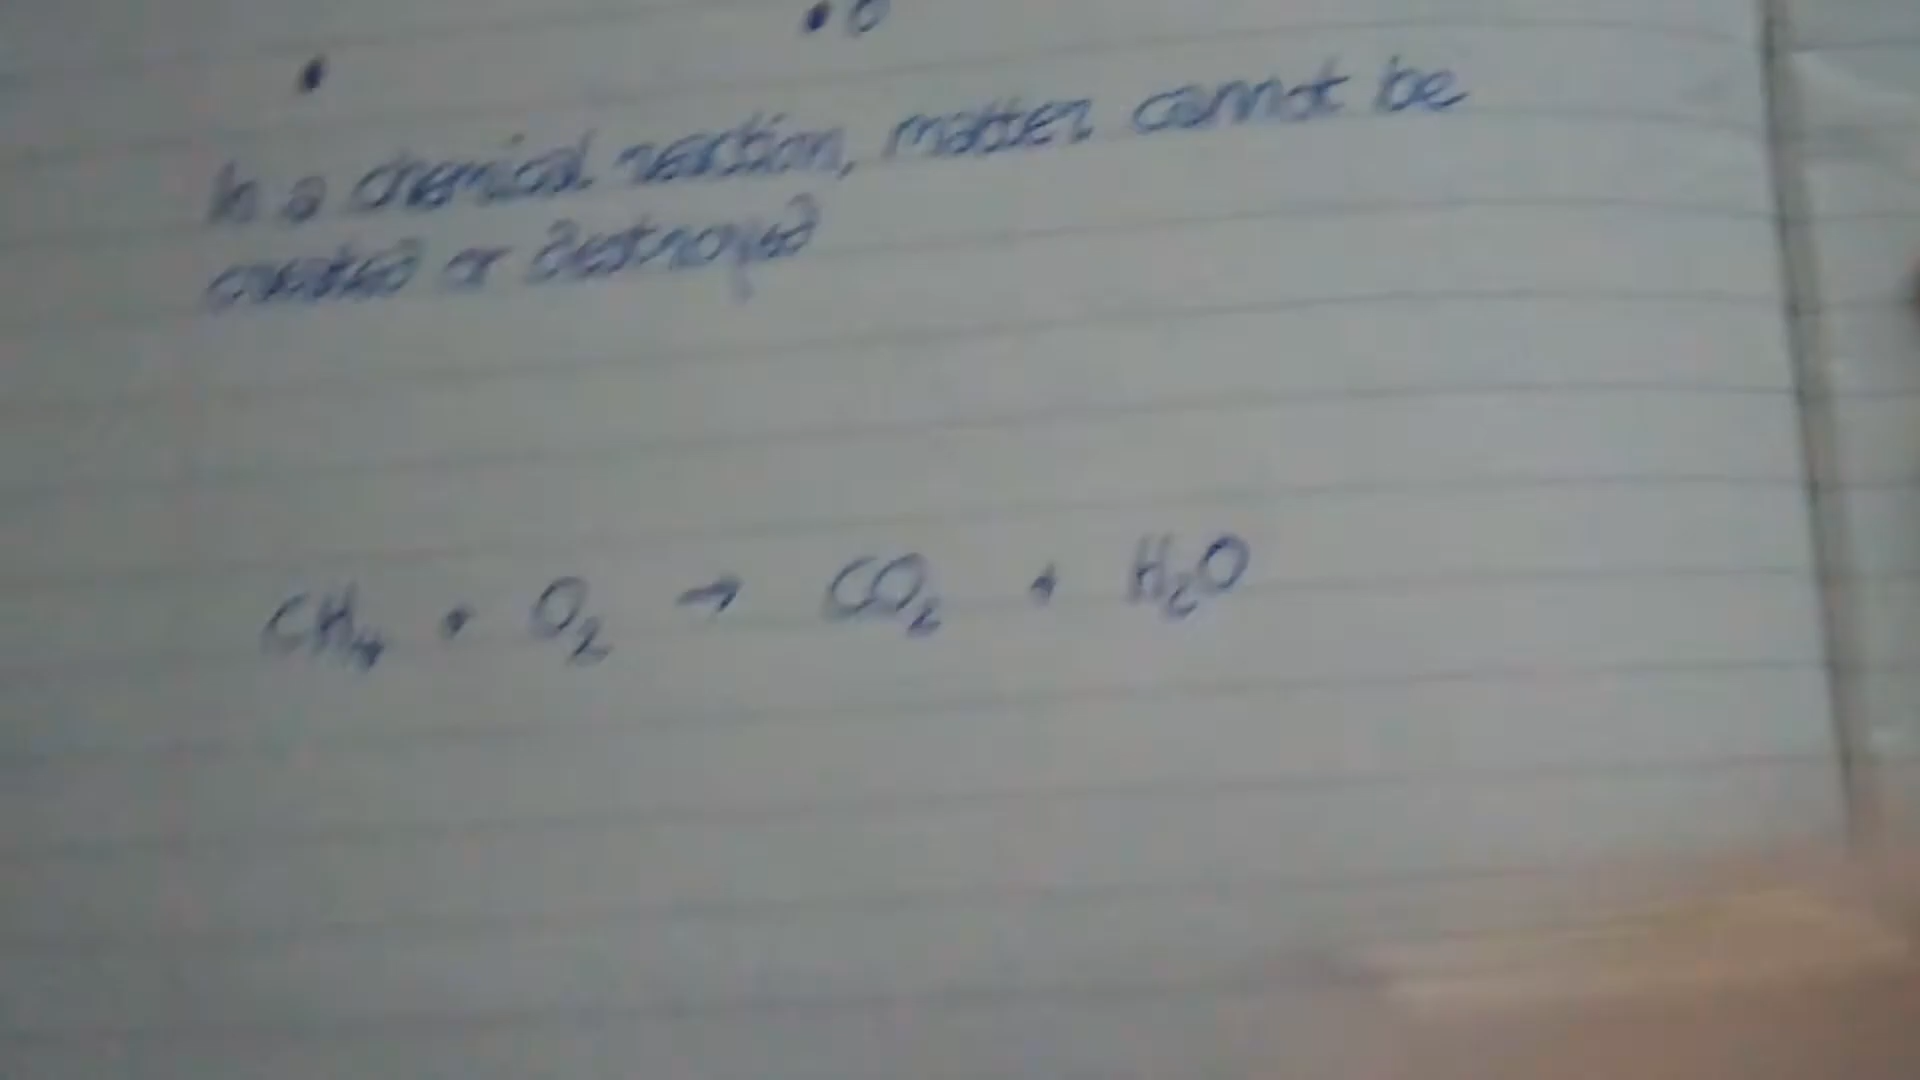 In a chemical reaction, matter cannot be
created or destroyed
CH₄ + O₂ → CO₂ + H₂O